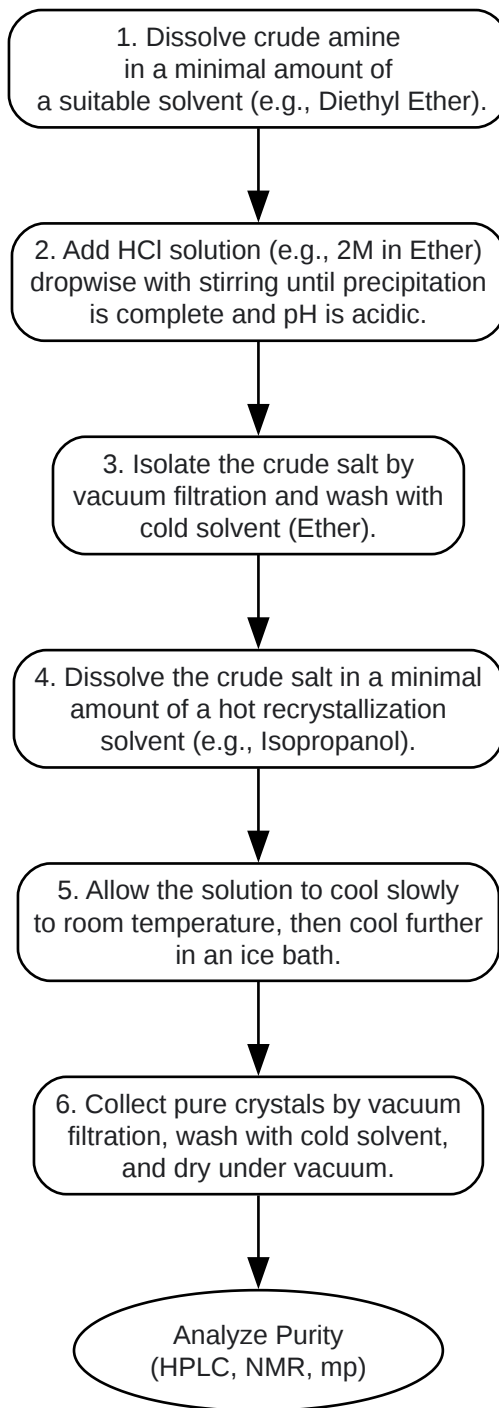 1. Dissolve crude amine
in a minimal amount of
a suitable solvent (e.g., Diethyl Ether).
2. Add HCl solution (e.g., 2M in Ether)
dropwise with stirring until precipitation
is complete and pH is acidic.
3. Isolate the crude salt by
vacuum filtration and wash with
cold solvent (Ether).
4. Dissolve the crude salt in a minimal
amount of a hot recrystallization
solvent (e.g., Isopropanol).
5. Allow the solution to cool slowly
to room temperature, then cool further
in an ice bath.
6. Collect pure crystals by vacuum
filtration, wash with cold solvent,
and dry under vacuum.
Analyze Purity
(HPLC, NMR, mp)